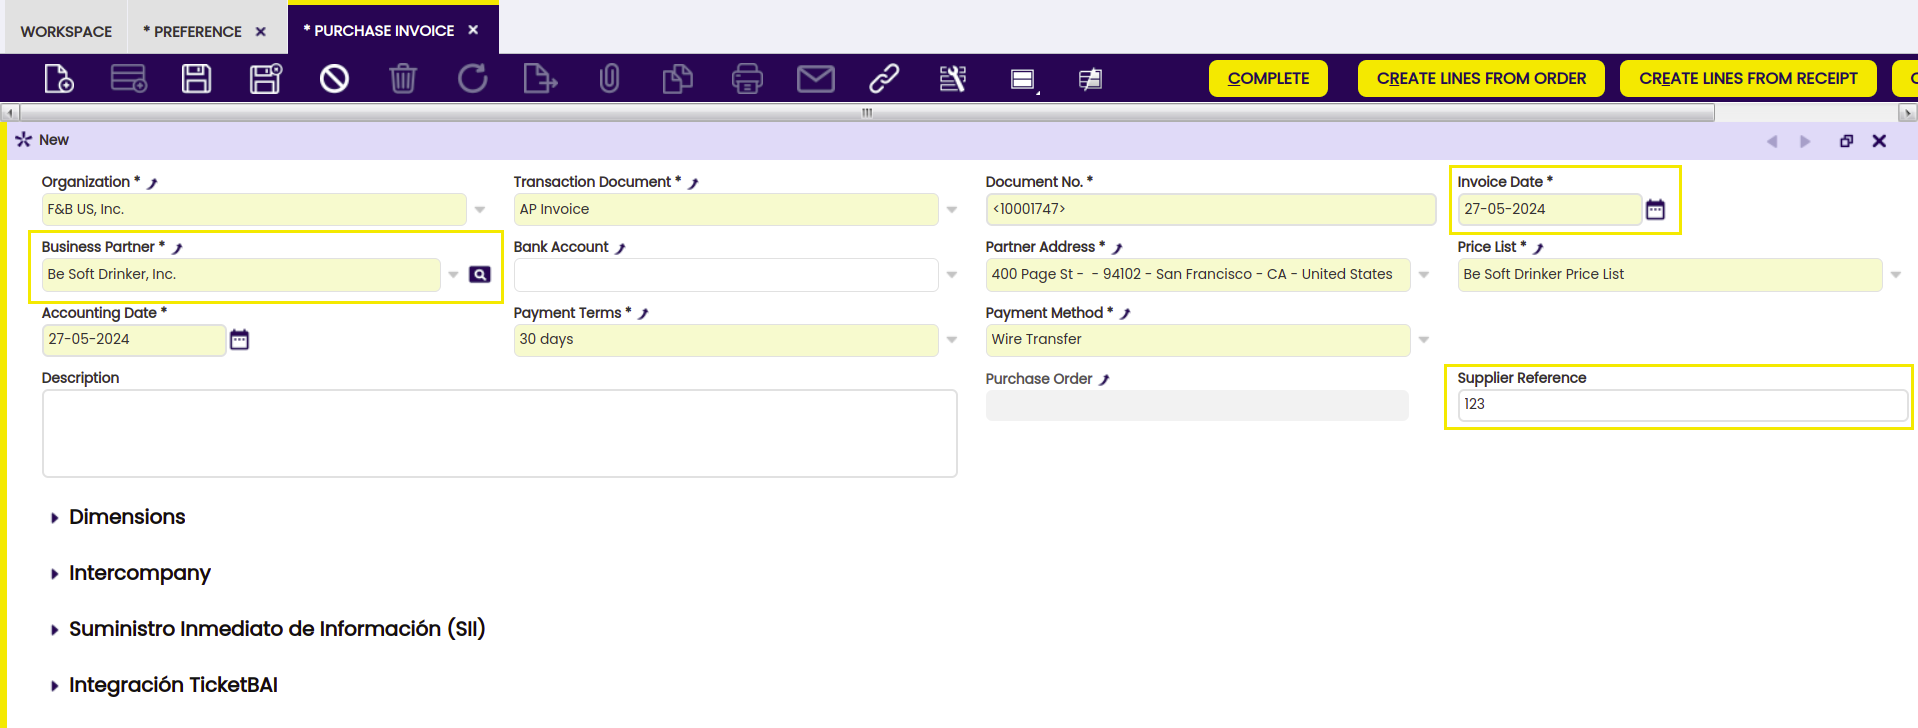 WORKSPACE * PREFERENCE × * PURCHASE INVOICE ×
COMPLETE CREATE LINES FROM ORDER CREATE LINES FROM RECEIPT
New
Organization * Transaction Document * Document No. * Invoice Date *
F&B US, Inc. AP Invoice <10001747> 27-05-2024
Business Partner * Bank Account Partner Address * Price List *
Be Soft Drinker, Inc. 400 Page St - - 94102 - San Francisco - CA - United States Be Soft Drinker Price List
Accounting Date * Payment Terms * Payment Method *
27-05-2024 30 days Wire Transfer
Description Purchase Order Supplier Reference
123
Dimensions
Intercompany
Suministro Inmediato de Información (SII)
Integración TicketBAI